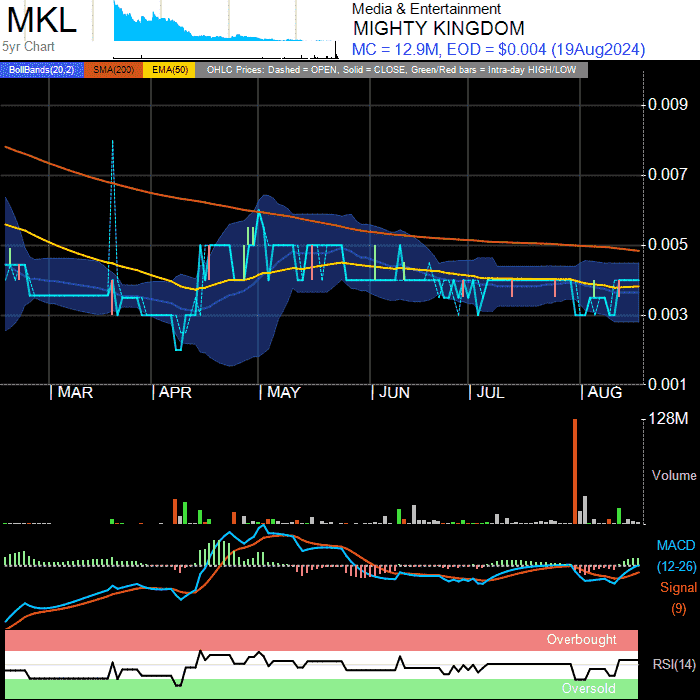 MKL
5yr Chart
Media & Entertainment
MIGHTY KINGDOM
MC = 12.9M, EOD = $0.004 (19Aug2024)
BollBands(20,2) SMA(200) EMA(50) OHLC Prices: Dashed = OPEN, Solid = CLOSE, Green/Red bars = Intra-day HIGH/LOW
0.009
0.007
0.005
0.003
0.001
MAR APR MAY JUN JUL AUG
128M
Volume
MACD
(12-26)
Signal
(9)
Overbought
RSI(14)
Oversold